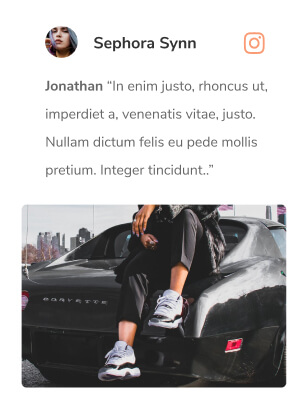 Sephora Synn
Jonathan “In enim justo, rhoncus ut,
imperdiet a, venenatis vitae, justo.
Nullam dictum felis eu pede mollis
pretium. Integer tincidunt..”
CORVETTE